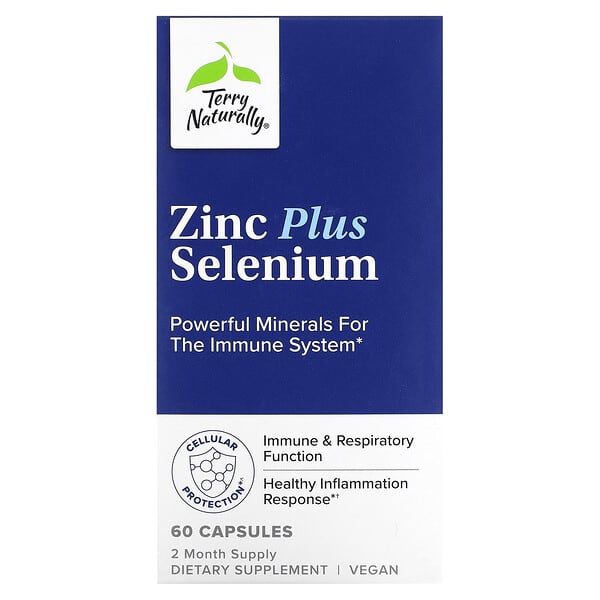 Terry
Naturally®
Zinc Plus
Selenium
Powerful Minerals For
The Immune System*
CELLULAR
PROTECTION*^
Immune & Respiratory
Function
Healthy Inflammation
Response*†
60 CAPSULES
2 Month Supply
DIETARY SUPPLEMENT | VEGAN